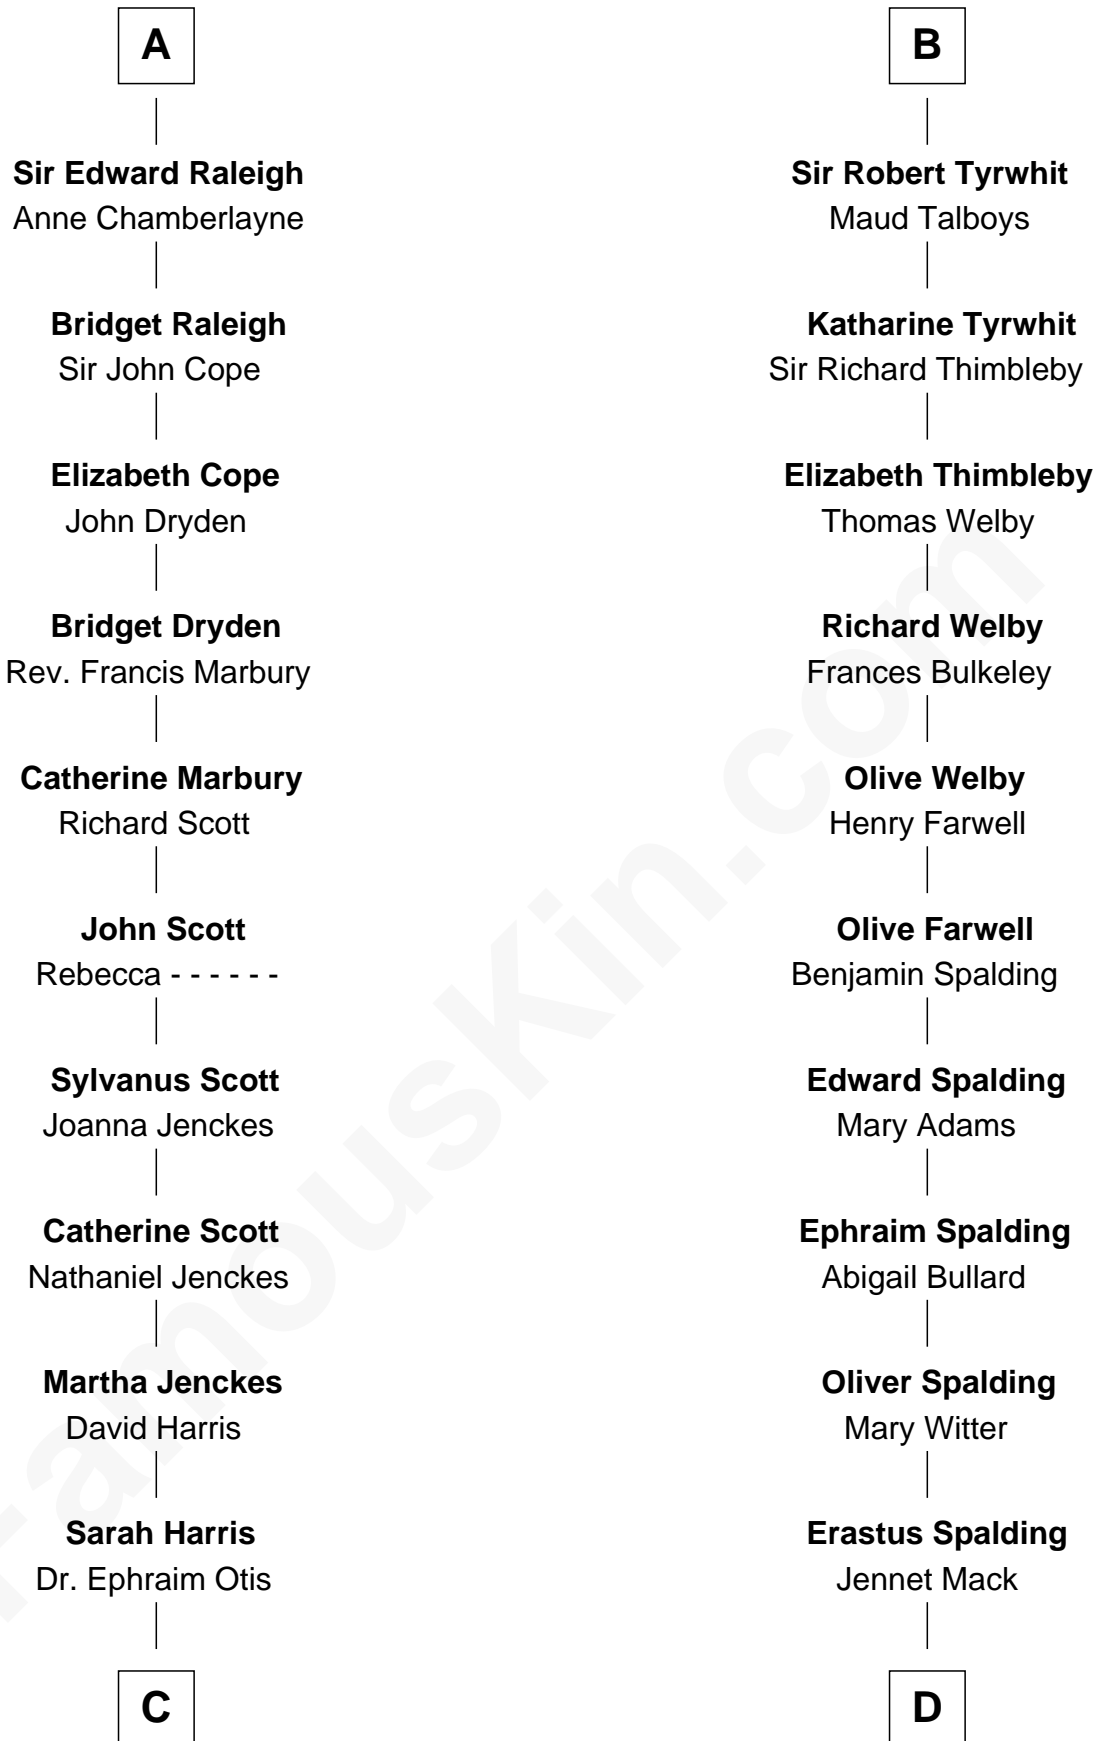 A
Sir Edward Raleigh
Anne Chamberlayne
Bridget Raleigh
Sir John Cope
Elizabeth Cope
John Dryden
Bridget Dryden
Rev. Francis Marbury
Catherine Marbury
Richard Scott
John Scott
Rebecca - - - - - -
Sylvanus Scott
Joanna Jenckes
Catherine Scott
Nathaniel Jenckes
Martha Jenckes
David Harris
Sarah Harris
Dr. Ephraim Otis
C
B
Sir Robert Tyrwhit
Maud Talboys
Katharine Tyrwhit
Sir Richard Thimbleby
Elizabeth Thimbleby
Thomas Welby
Richard Welby
Frances Bulkeley
Olive Welby
Henry Farwell
Olive Farwell
Benjamin Spalding
Edward Spalding
Mary Adams
Ephraim Spalding
Abigail Bullard
Oliver Spalding
Mary Witter
Erastus Spalding
Jennet Mack
D
FamousKin.com